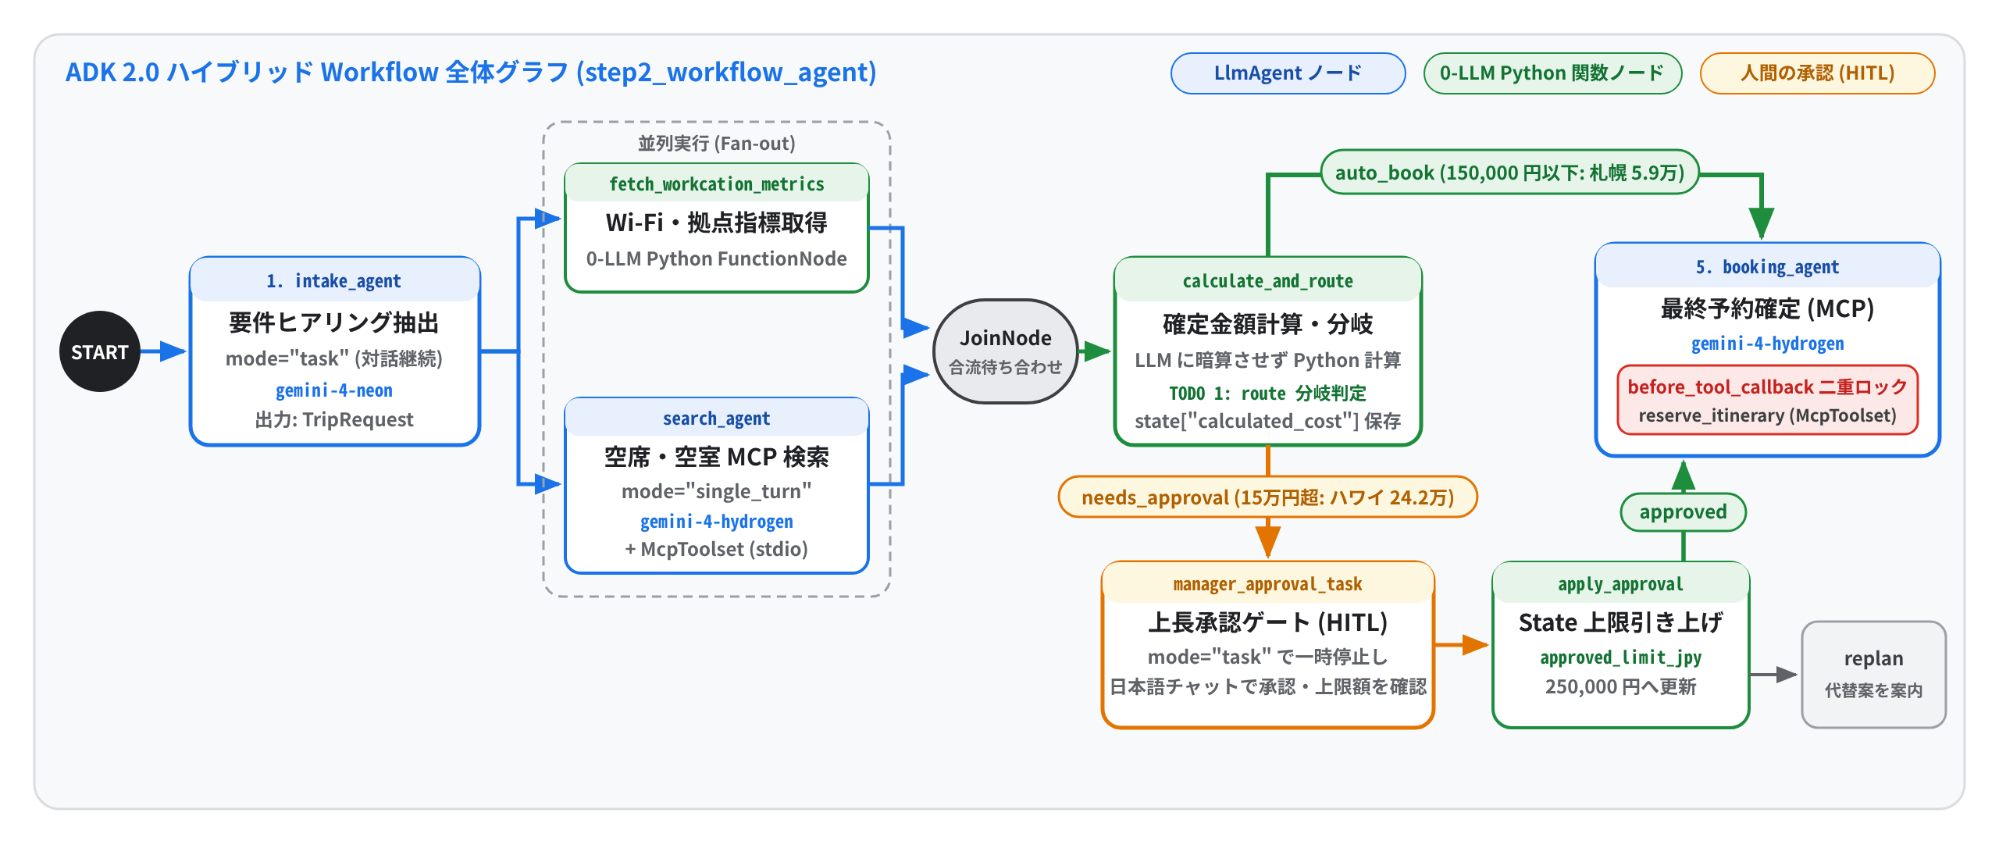 ADK 2.0 ハイブリッド Workflow 全体グラフ (step2_workflow_agent)
LlmAgent ノード
0-LLM Python 関数ノード
人間の承認 (HITL)
START
1. intake_agent
要件ヒアリング抽出
mode="task" (対話継続)
gemini-4-neon
出力: TripRequest
並列実行 (Fan-out)
fetch_workcation_metrics
Wi-Fi・拠点指標取得
0-LLM Python FunctionNode
search_agent
空席・空室 MCP 検索
mode="single_turn"
gemini-4-hydrogen
+ McpToolset (stdio)
JoinNode
合流待ち合わせ
calculate_and_route
確定金額計算・分岐
LLM に暗算させず Python 計算
TODO 1: route 分岐判定
state["calculated_cost"] 保存
auto_book (150,000 円以下: 札幌 5.9万)
needs_approval (15万円超: ハワイ 24.2万)
manager_approval_task
上長承認ゲート (HITL)
mode="task" で一時停止し
日本語チャットで承認・上限額を確認
apply_approval
State 上限引き上げ
approved_limit_jpy
250,000 円へ更新
approved
5. booking_agent
最終予約確定 (MCP)
gemini-4-hydrogen
before_tool_callback 二重ロック
reserve_itinerary (McpToolset)
replan
代替案を案内